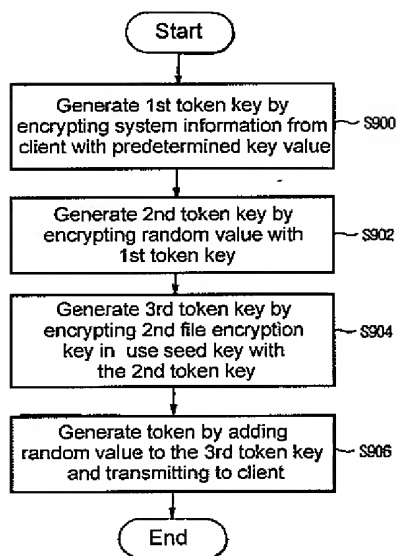 Start
Generate 1st token key by
encrypting system information from
client with predetermined key value
S900
Generate 2nd token key by
encrypting random value with
1st token key
S902
Generate 3rd token key by
encrypting 2nd file encryption
key in use seed key with
the 2nd token key
S904
Generate token by adding
random value to the 3rd token key
and transmitting to client
S906
End